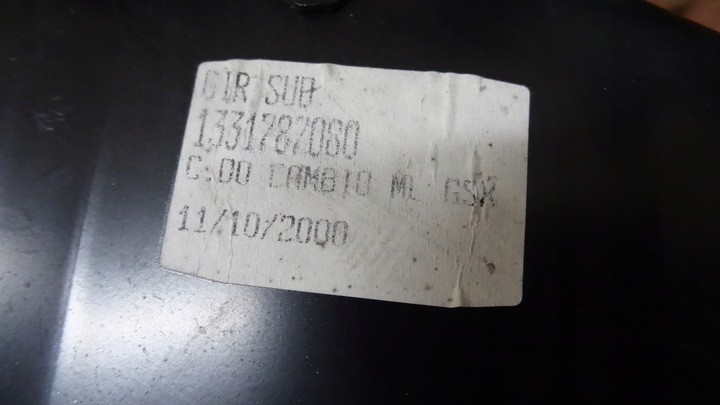 GIR SUB
1331787080
C.DO CAMBIO ML GSX
11/10/2000